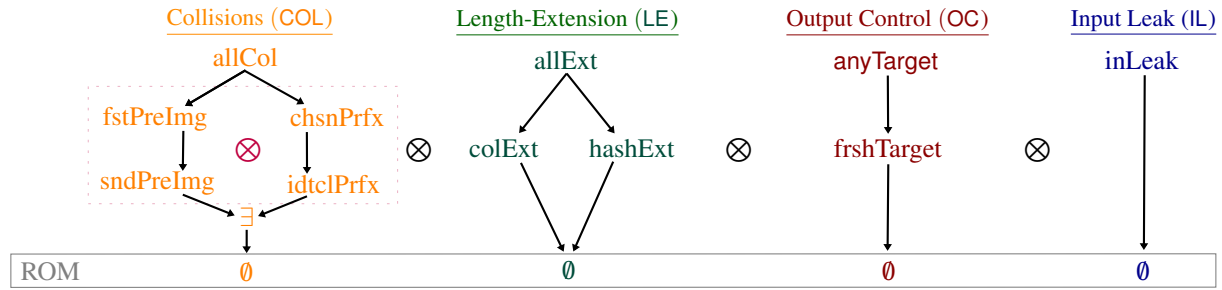 Collisions (COL) Length-Extension (LE) Output Control (OC) Input Leak (IL)
allCol allExt anyTarget inLeak
fstPreImg chsnPrfx
⊗ ⊗ colExt hashExt ⊗ frshTarget ⊗
sndPreImg idtclPrfx
∃
ROM ∅ ∅ ∅ ∅